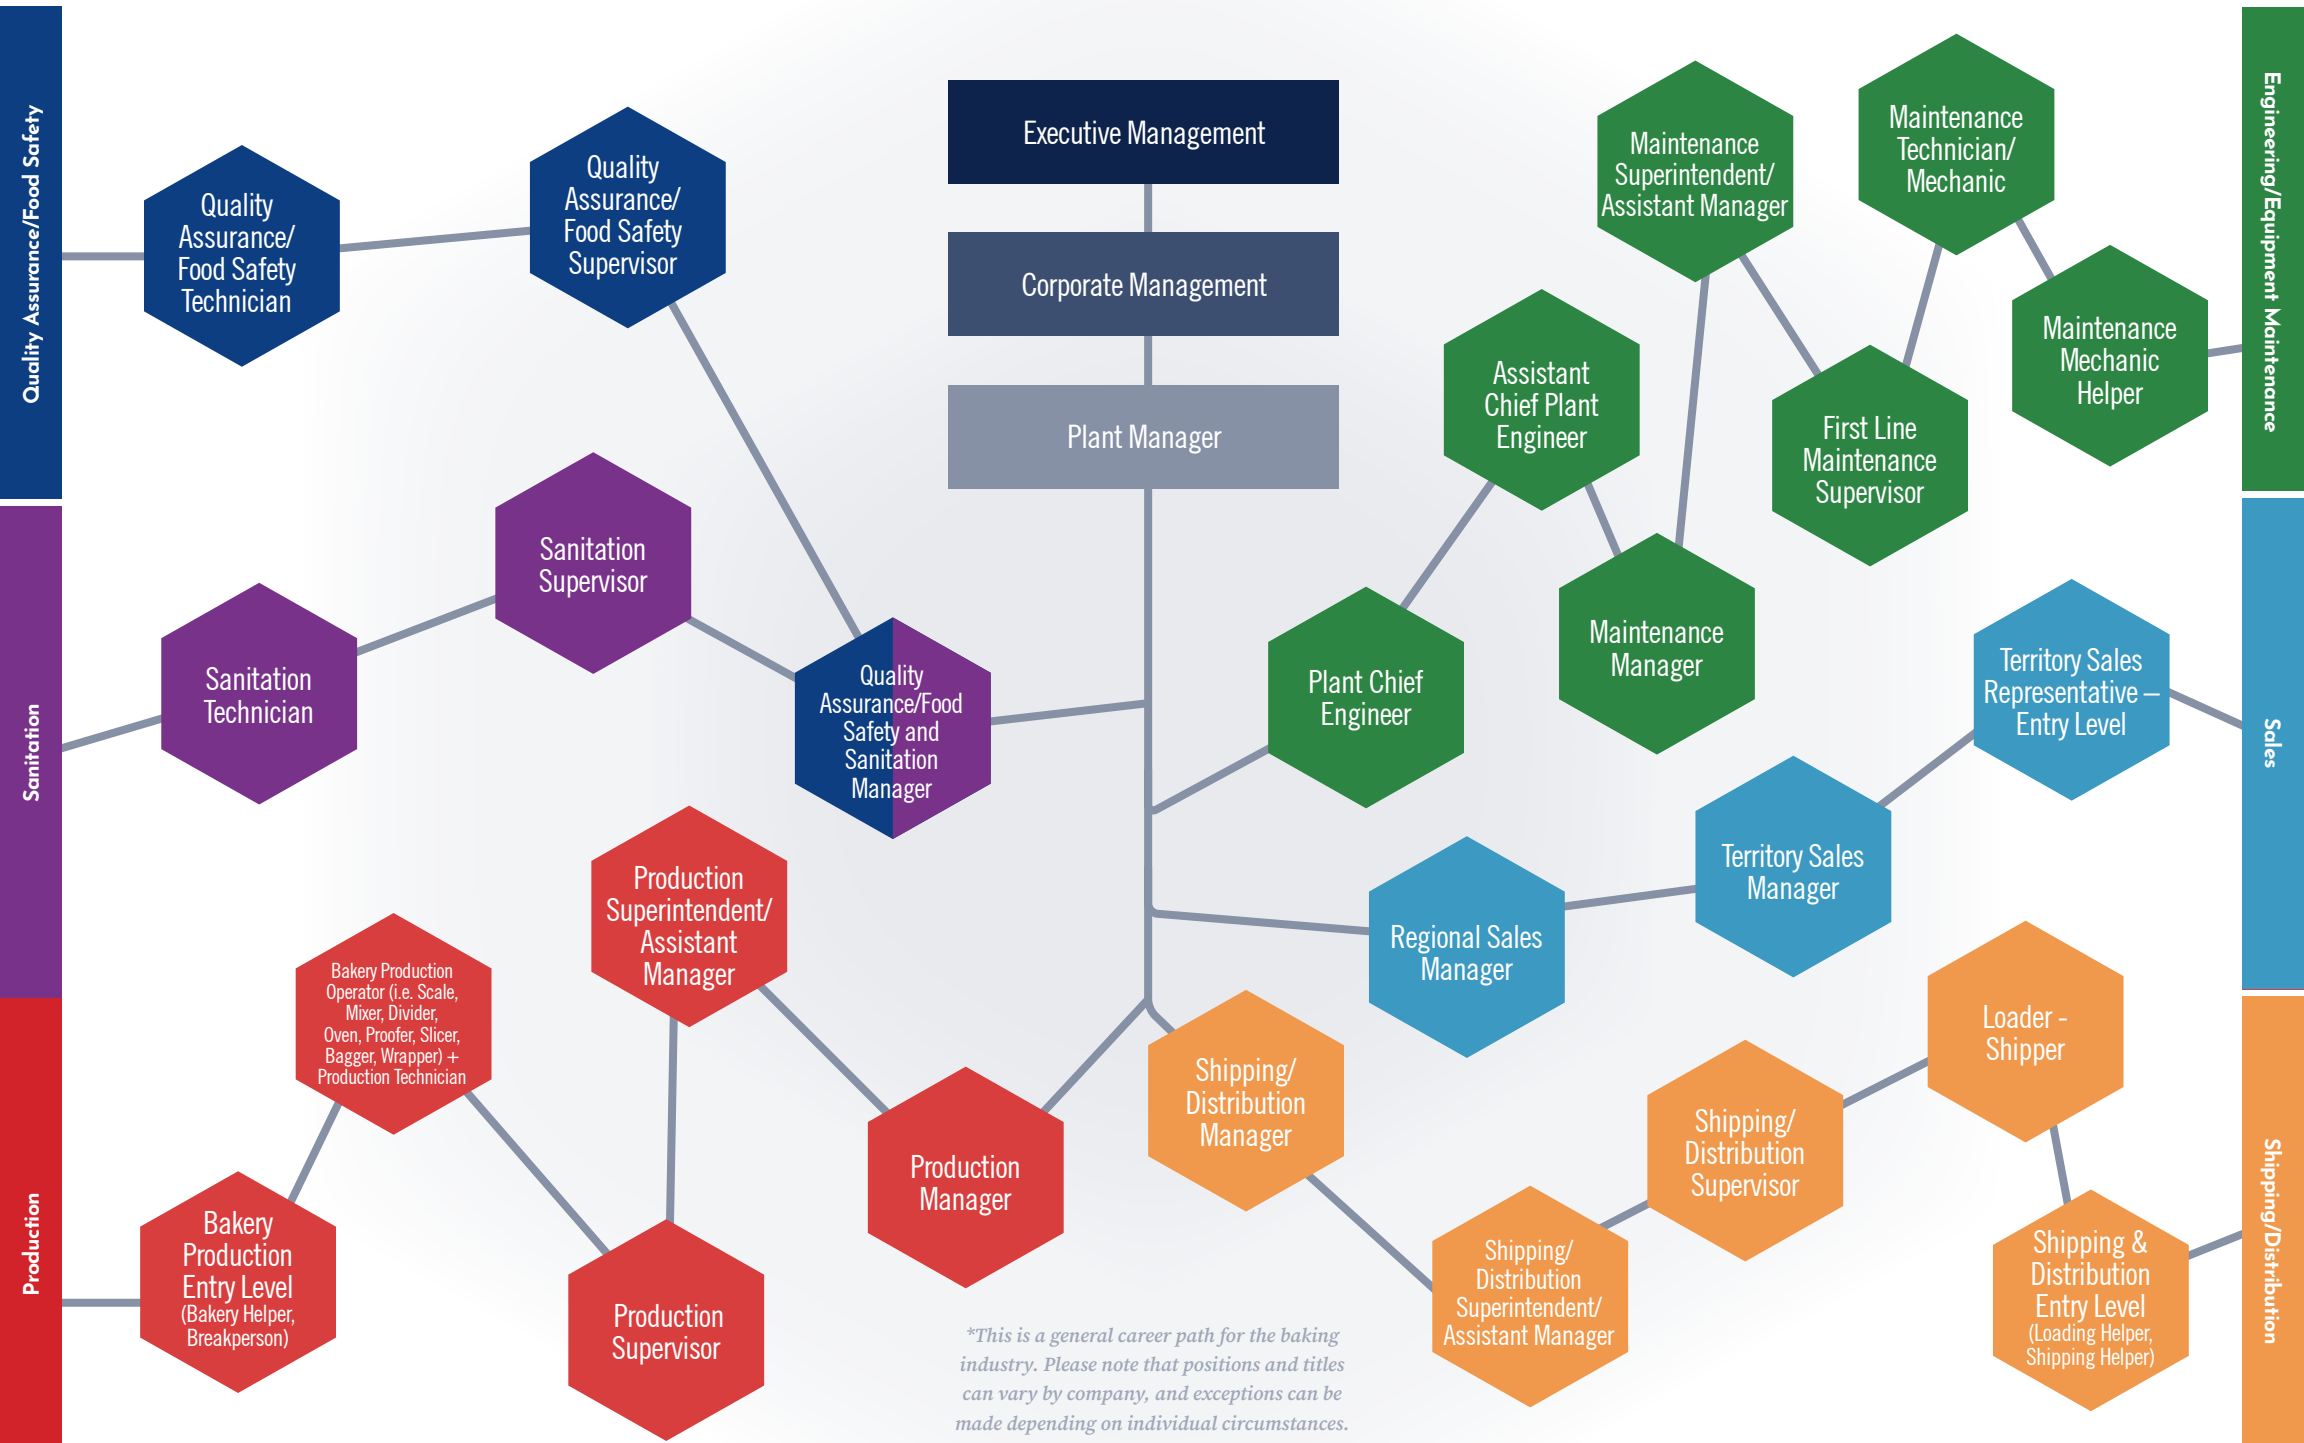 Quality Assurance/Food Safety
Sanitation
Production
Quality
Assurance/
Food Safety
Technician
Quality
Assurance/
Food Safety
Supervisor
Sanitation
Technician
Sanitation
Supervisor
Quality
Assurance/Food
Safety and
Sanitation
Manager
Bakery
Production
Entry Level
(Bakery Helper,
Breakperson)
Bakery Production
Operator (i.e. Scale,
Mixer, Divider,
Oven, Proofer, Slicer,
Bagger, Wrapper) +
Production Technician
Production
Supervisor
Production
Superintendent/
Assistant
Manager
Production
Manager
Executive Management
Corporate Management
Plant Manager
Plant Chief
Engineer
Assistant
Chief Plant
Engineer
Maintenance
Manager
Maintenance
Superintendent/
Assistant Manager
First Line
Maintenance
Supervisor
Maintenance
Technician/
Mechanic
Maintenance
Mechanic
Helper
Regional Sales
Manager
Territory Sales
Manager
Territory Sales
Representative –
Entry Level
Shipping/
Distribution
Manager
Shipping/
Distribution
Superintendent/
Assistant Manager
Shipping/
Distribution
Supervisor
Loader -
Shipper
Shipping &
Distribution
Entry Level
(Loading Helper,
Shipping Helper)
Engineering/Equipment Maintenance
Sales
Shipping/Distribution
*This is a general career path for the baking
industry. Please note that positions and titles
can vary by company, and exceptions can be
made depending on individual circumstances.